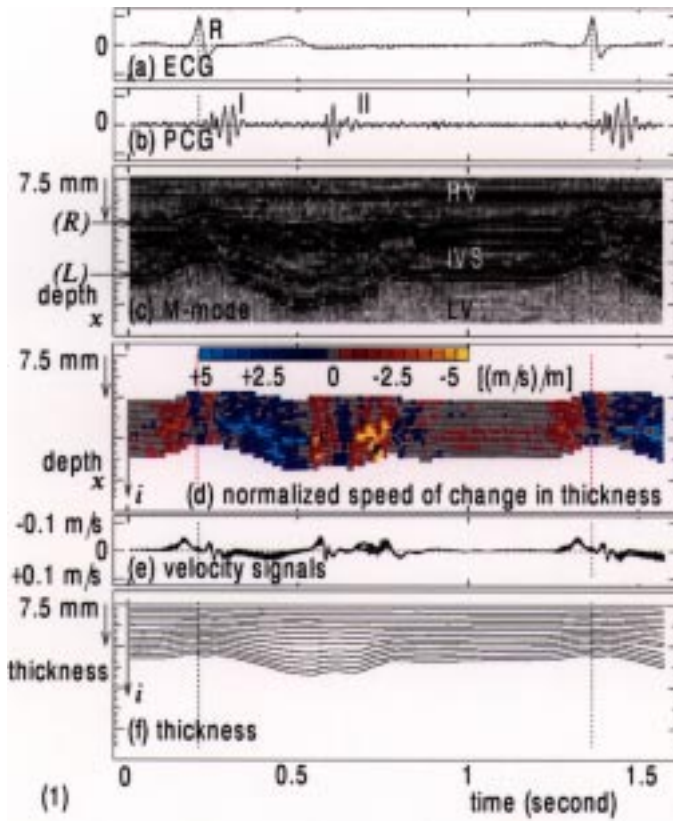 R
0
(a) ECG
I
II
0
(b) PCG
7.5 mm
RV
(R)
IVS
(L)
depth
x
(c) M-mode
LV
7.5 mm
+5 +2.5 0 -2.5 -5 [(m/s)/m]
depth
x
i
(d) normalized speed of change in thickness
-0.1 m/s
0
+0.1 m/s
(e) velocity signals
7.5 mm
thickness
i
(f) thickness
0 0.5 1 1.5
(1)
time (second)